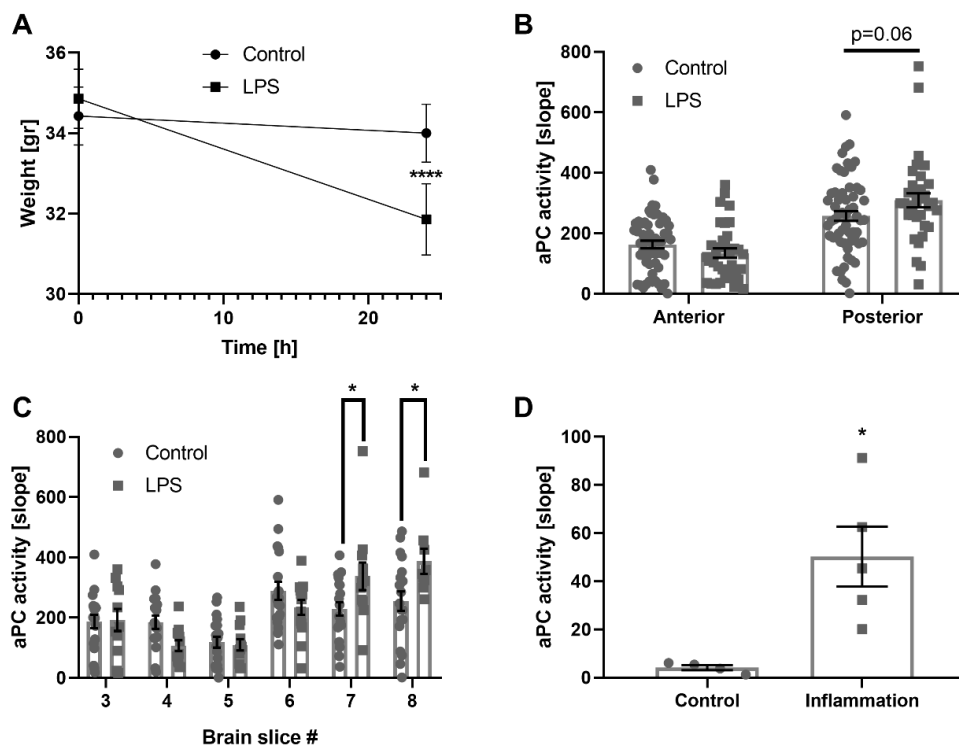 A
Control
LPS
36
34
32
30
Weight [gr]
****
0
10
20
Time [h]
B
p=0.06
Control
LPS
800
600
400
200
0
aPC activity [slope]
Anterior
Posterior
C
Control
LPS
*
*
800
600
400
200
0
aPC activity [slope]
3
4
5
6
7
8
Brain slice #
D
*
100
80
60
40
20
0
aPC activity [slope]
Control
Inflammation